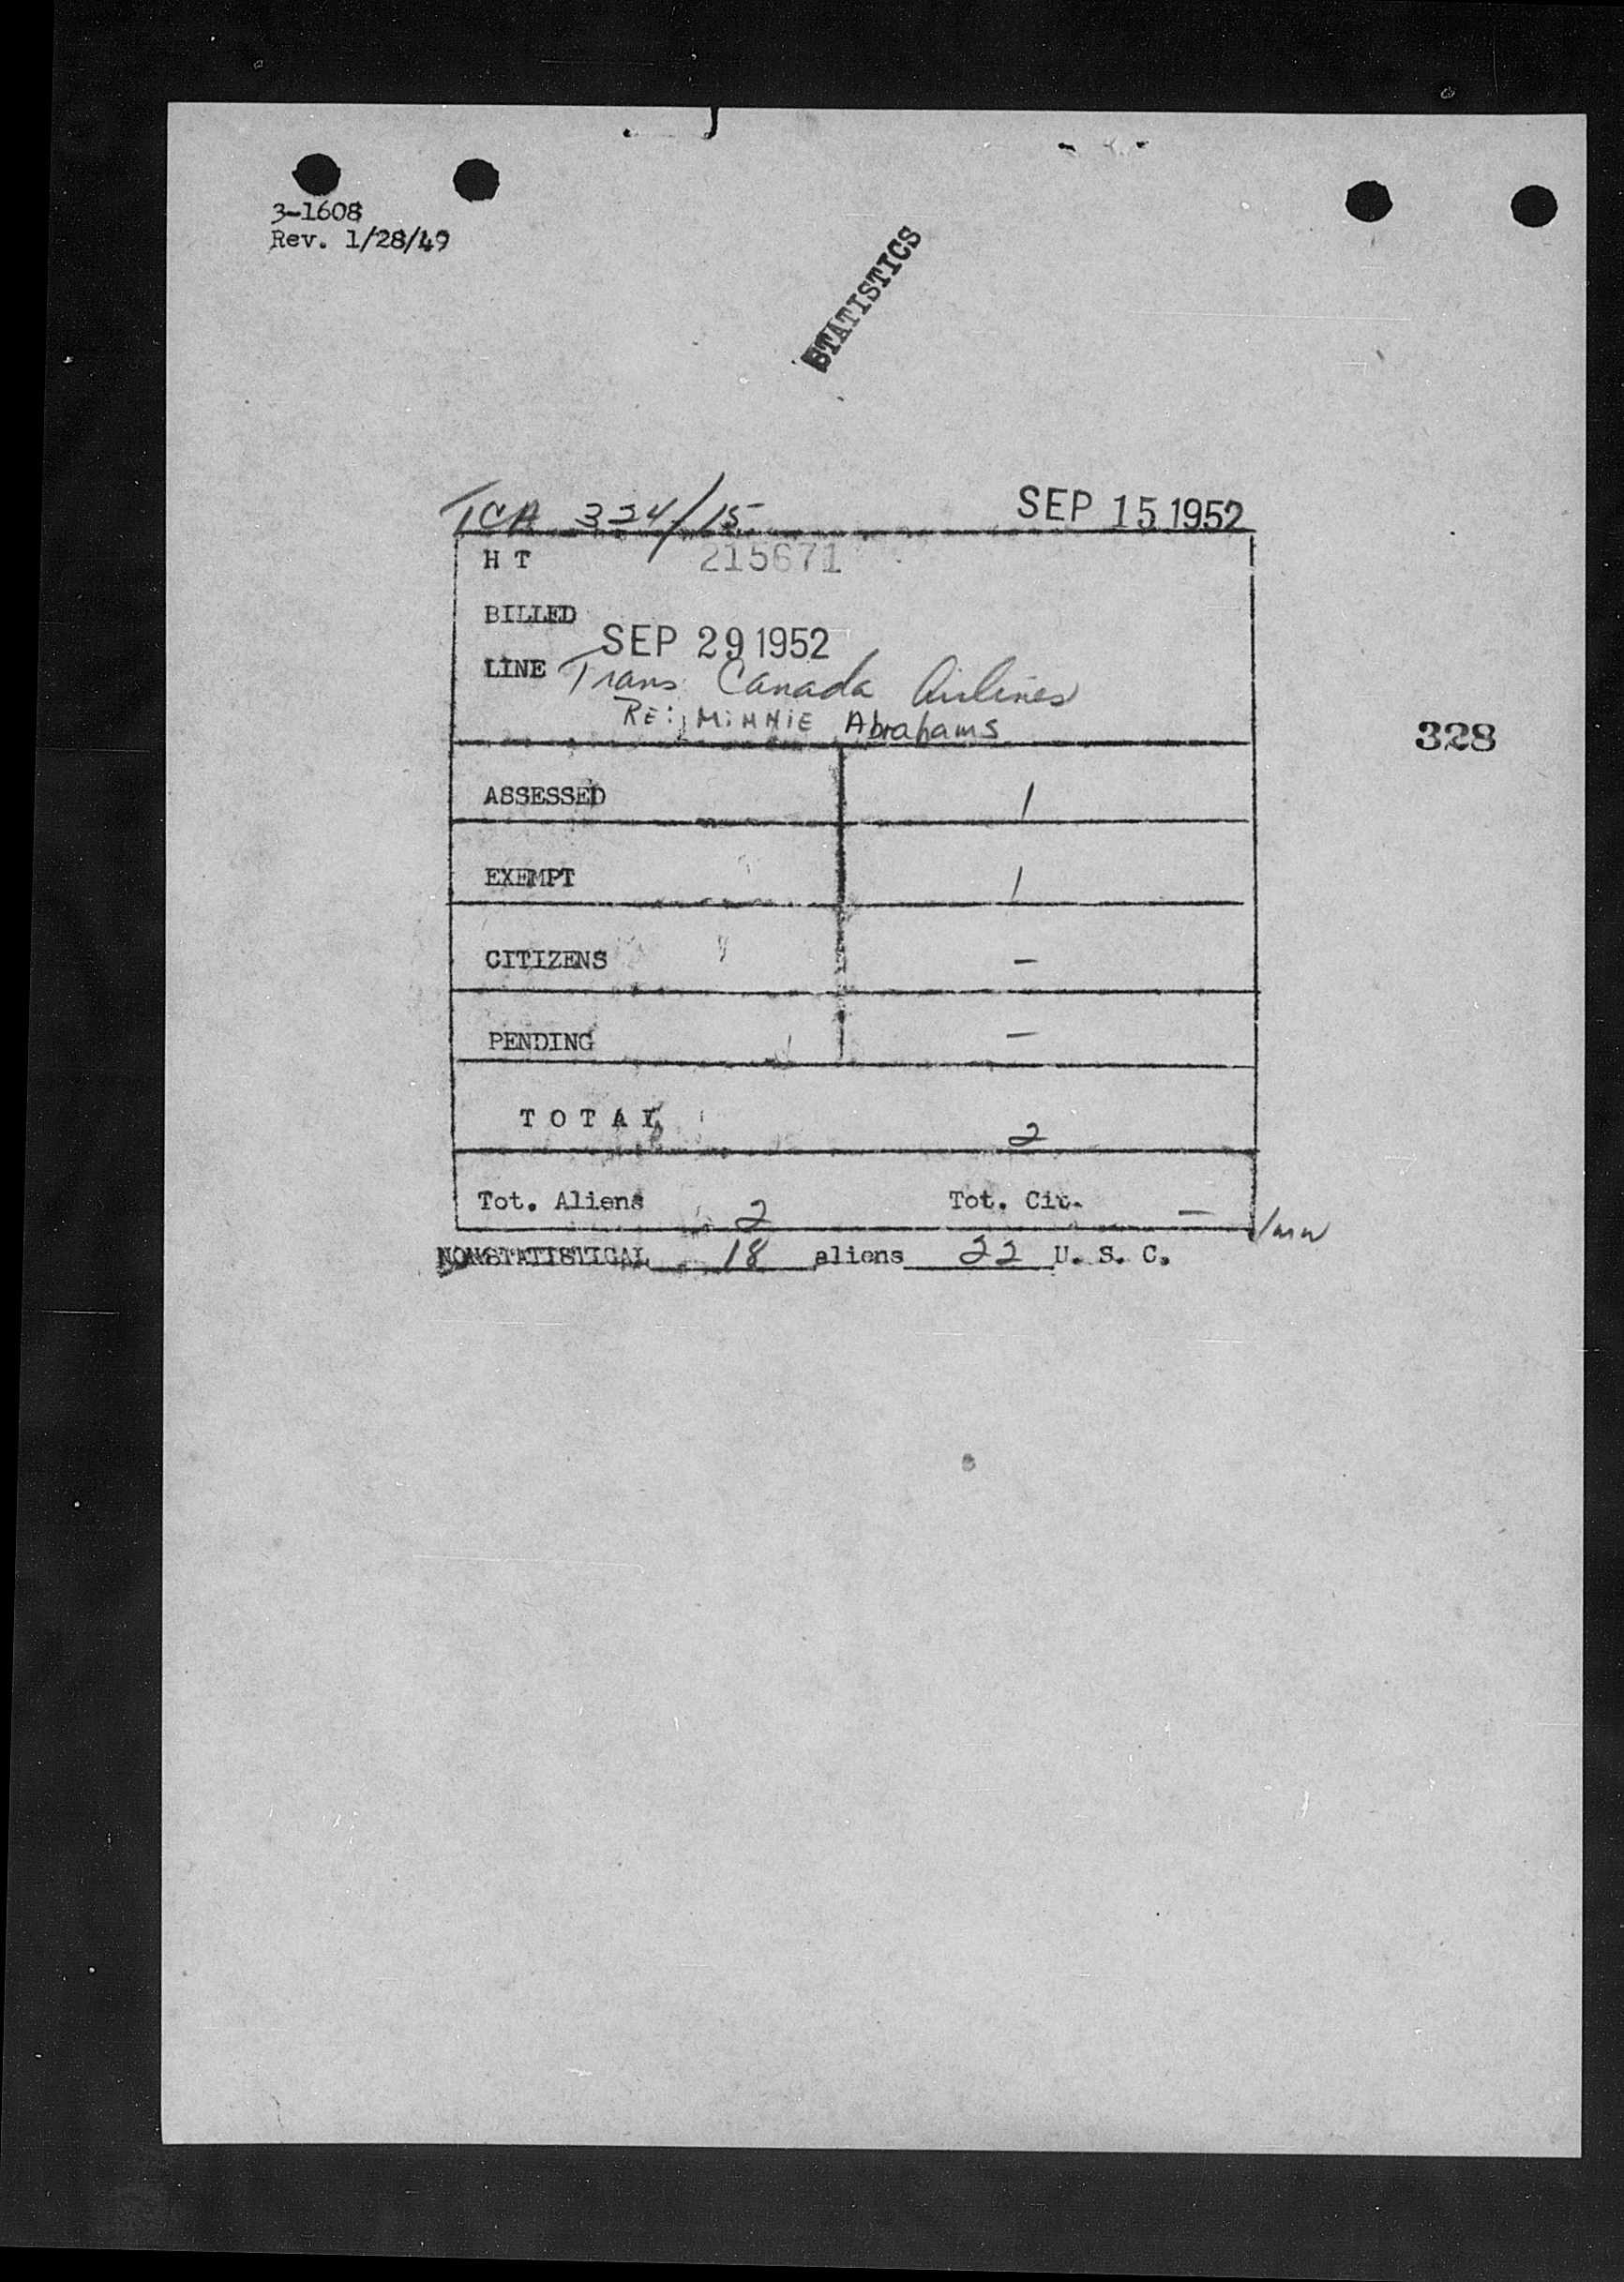 3-1608
Rev. 1/28/49
STATISTICS
TCA 324/15 SEP 15 1952
H T 215671
BILLED
SEP 29 1952
LINE Trans Canada Airlines
RE: MINNIE Abrahams
328
ASSESSED 1
EXEMPT 1
CITIZENS –
PENDING –
T O T A L 2
Tot. Aliens 2 Tot. Cit. –
NONSTATISTICAL 18 aliens 22 U. S. C.